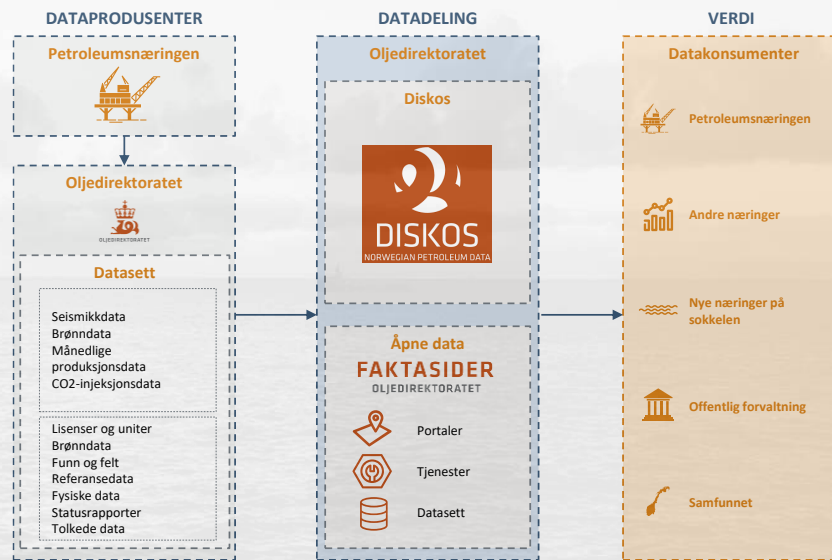 DATAPRODUSENTER
Petroleumsnæringen
Oljedirektoratet
OLJEDIREKTORATET
Datasett
Seismikkdata
Brønndata
Månedlige
produksjonsdata
CO2-injeksjonsdata
Lisenser og uniter
Brønndata
Funn og felt
Referansedata
Fysiske data
Statusrapporter
Tolkede data
DATADELING
Oljedirektoratet
Diskos
DISKOS
NORWEGIAN PETROLEUM DATA
Åpne data
FAKTASIDER
OLJEDIREKTORATET
Portaler
Tjenester
Datasett
VERDI
Datakonsumenter
Petroleumsnæringen
Andre næringer
Nye næringer på
sokkelen
Offentlig forvaltning
Samfunnet